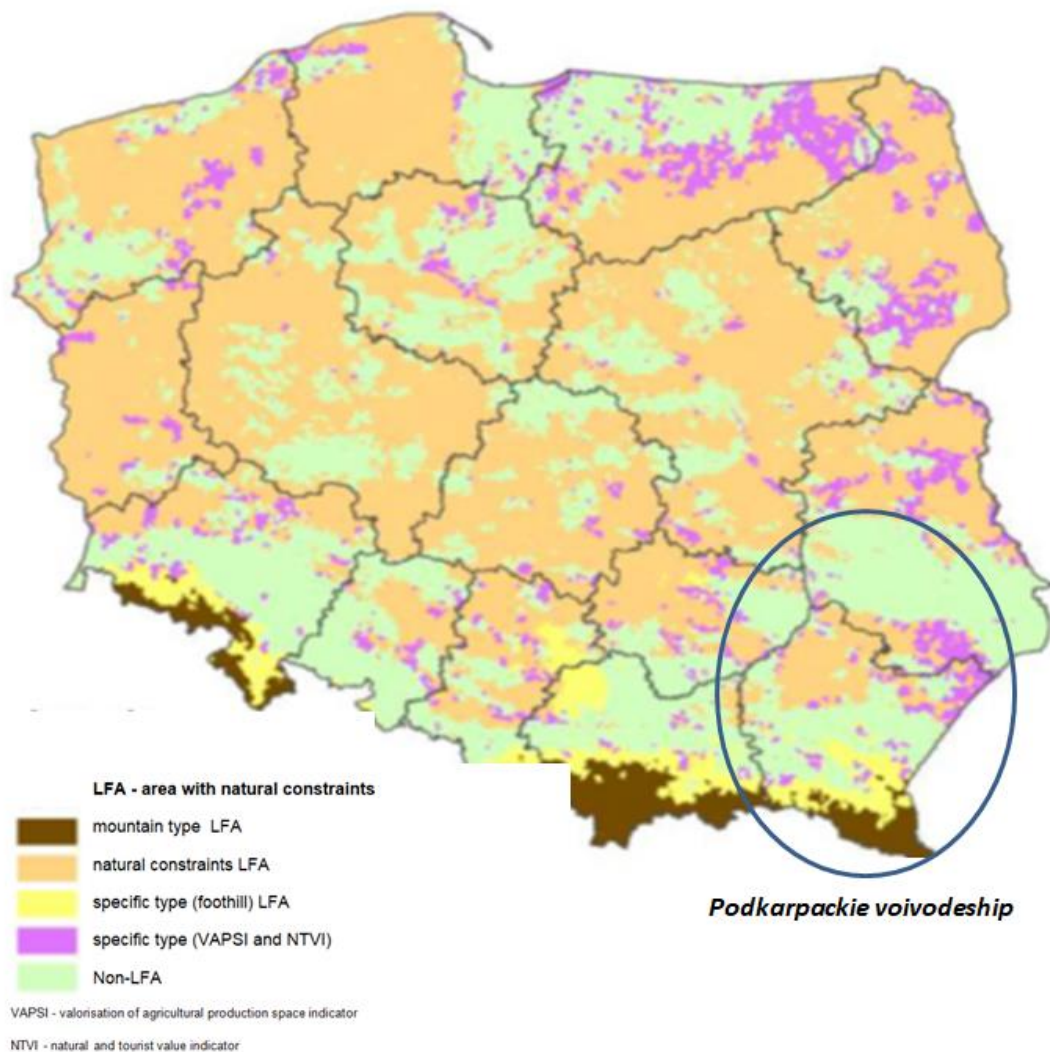 Podkarpackie voivodeship
LFA - area with natural constraints
mountain type LFA
natural constraints LFA
specific type (foothill) LFA
specific type (VAPSI and NTVI)
Non-LFA
VAPSI - valorisation of agricultural production space indicator
NTVI - natural and tourist value indicator